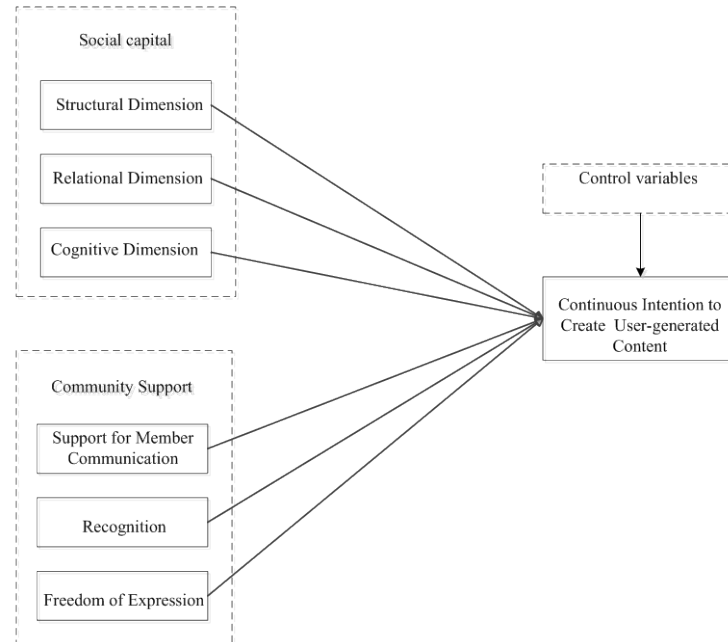 Social capital
Structural Dimension
Relational Dimension
Cognitive Dimension
Control variables
Continuous Intention to
Create User-generated
Content
Community Support
Support for Member
Communication
Recognition
Freedom of Expression